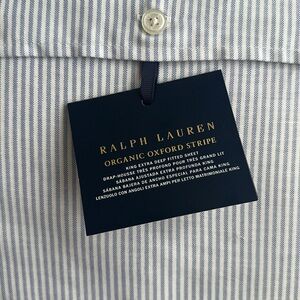 RALPH LAUREN
ORGANIC OXFORD STRIPE
KING EXTRA DEEP FITTED SHEET
DRAP-HOUSSE TRÈS PROFOND POUR TRÈS GRAND LIT
SÁBANA AJUSTADA EXTRA PROFUNDA KING
SÁBANA BAJERA DE ANCHO ESPECIAL PARA CAMA KING
LENZUOLO CON ANGOLI EXTRA AMPI PER LETTO MATRIMONIALE KING